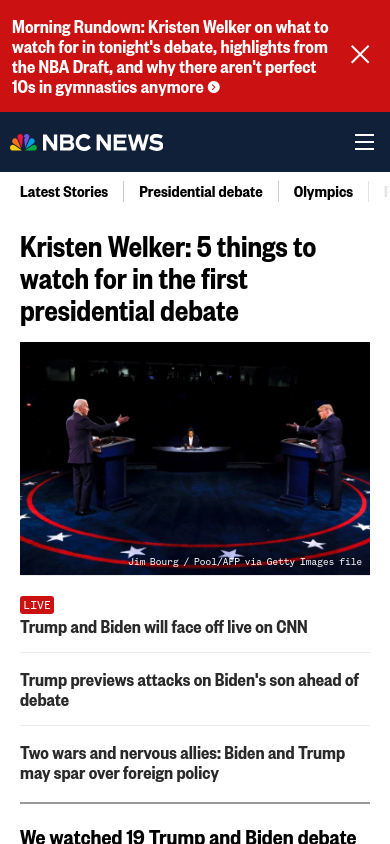 Morning Rundown: Kristen Welker on what to
watch for in tonight's debate, highlights from
the NBA Draft, and why there aren't perfect
10s in gymnastics anymore
NBC NEWS
Latest Stories Presidential debate Olympics
Kristen Welker: 5 things to
watch for in the first
presidential debate
Jim Bourg / Pool/AFP via Getty Images file
LIVE
Trump and Biden will face off live on CNN
Trump previews attacks on Biden's son ahead of
debate
Two wars and nervous allies: Biden and Trump
may spar over foreign policy
We watched 19 Trump and Biden debate